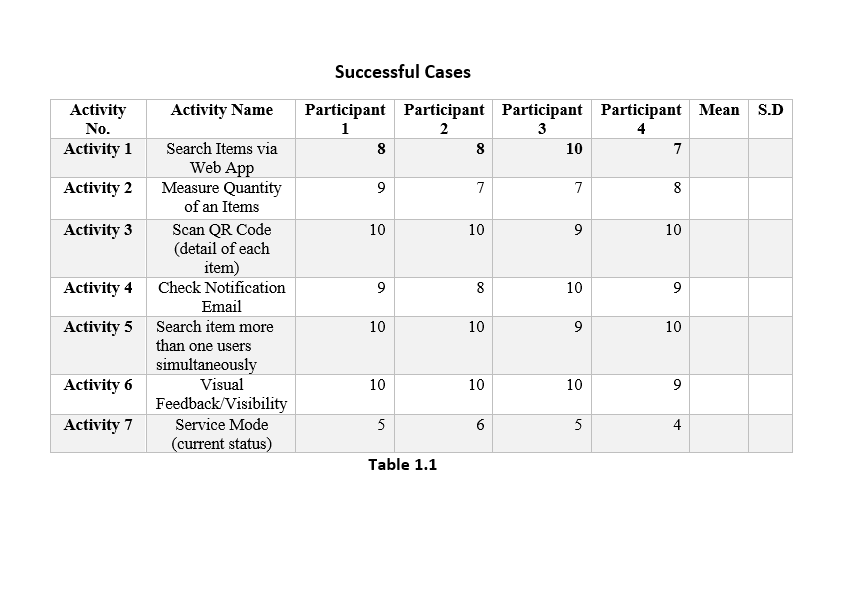 Successful Cases
Activity No. Activity Name Participant 1 Participant 2 Participant 3 Participant 4 Mean S.D
Activity 1 Search Items via Web App 8 8 10 7
Activity 2 Measure Quantity of an Items 9 7 7 8
Activity 3 Scan QR Code (detail of each item) 10 10 9 10
Activity 4 Check Notification Email 9 8 10 9
Activity 5 Search item more than one users simultaneously 10 10 9 10
Activity 6 Visual Feedback/Visibility 10 10 10 9
Activity 7 Service Mode (current status) 5 6 5 4
Table 1.1